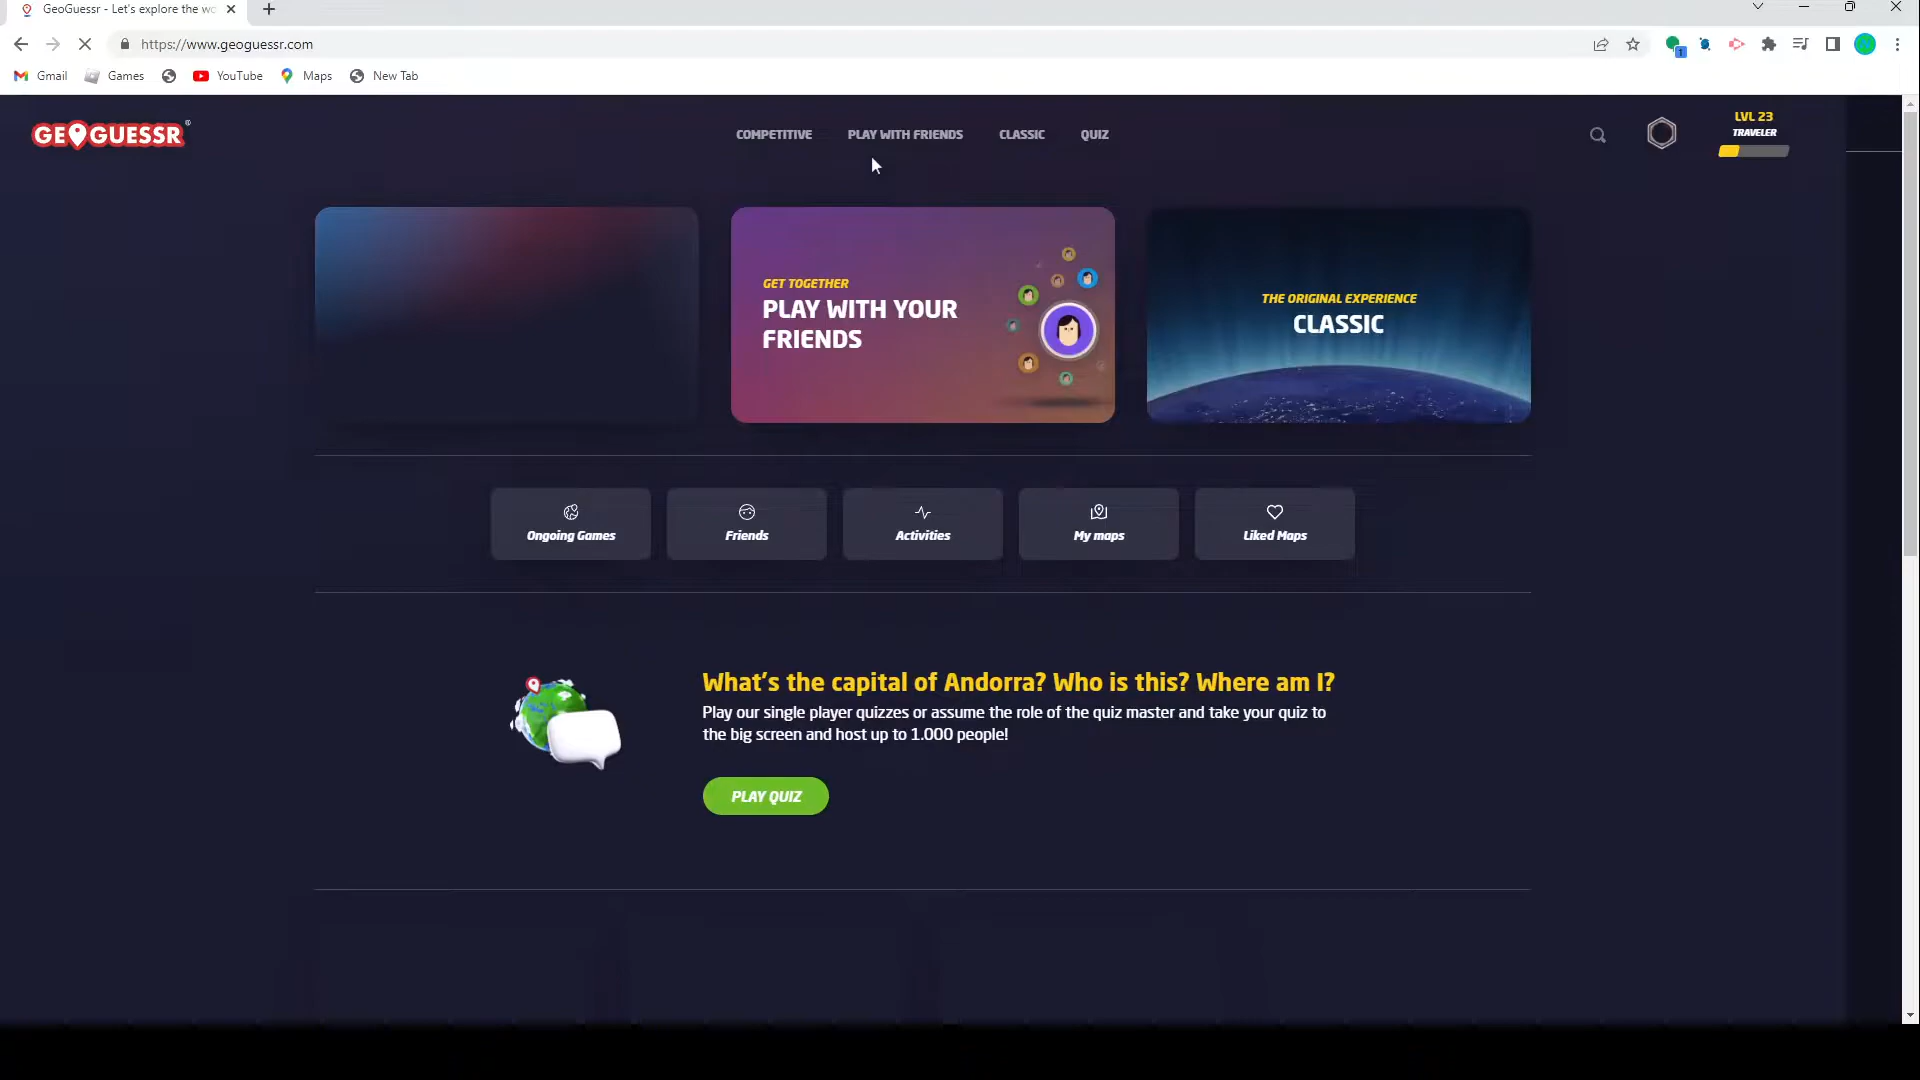 GeoGuessr - Let's explore the wo
https://www.geoguessr.com
1
Gmail
Games
YouTube
Maps
New Tab
GEOGUESSR
COMPETITIVE
PLAY WITH FRIENDS
CLASSIC
QUIZ
LVL 23
TRAVELER
GET TOGETHER
PLAY WITH YOUR
FRIENDS
THE ORIGINAL EXPERIENCE
CLASSIC
Ongoing Games
Friends
Activities
My maps
Liked Maps
What's the capital of Andorra? Who is this? Where am I?
Play our single player quizzes or assume the role of the quiz master and take your quiz to
the big screen and host up to 1.000 people!
PLAY QUIZ